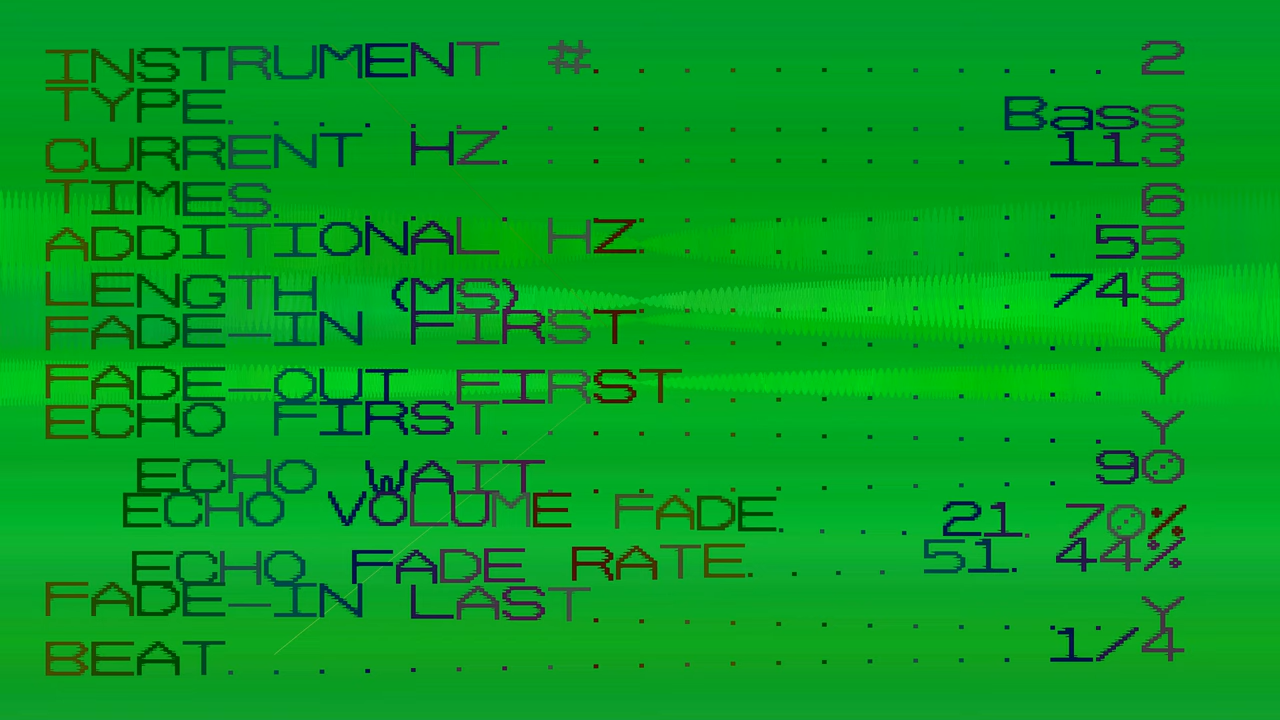 INSTRUMENT #. . . . . . . . . . . . 2
TYPE. . . . . . . . . . . . . . . . . . Bass
CURRENT HZ. . . . . . . . . . . . 113
TIMES. . . . . . . . . . . . . . . . . . . 6
ADDITIONAL HZ. . . . . . . . . . 55
LENGTH (MS) . . . . . . . . . . . 749
FADE-IN FIRST. . . . . . . . . . . Y
FADE-OUT FIRST. . . . . . . . . . Y
ECHO FIRST. . . . . . . . . . . . . . Y
ECHO WAIT. . . . . . . . . . . . 90
ECHO VOLUME FADE. . . . 21. 70%
ECHO FADE RATE. . . . 51. 44%
FADE-IN LAST. . . . . . . . . . . . Y
BEAT. . . . . . . . . . . . . . . . . . . 1/4